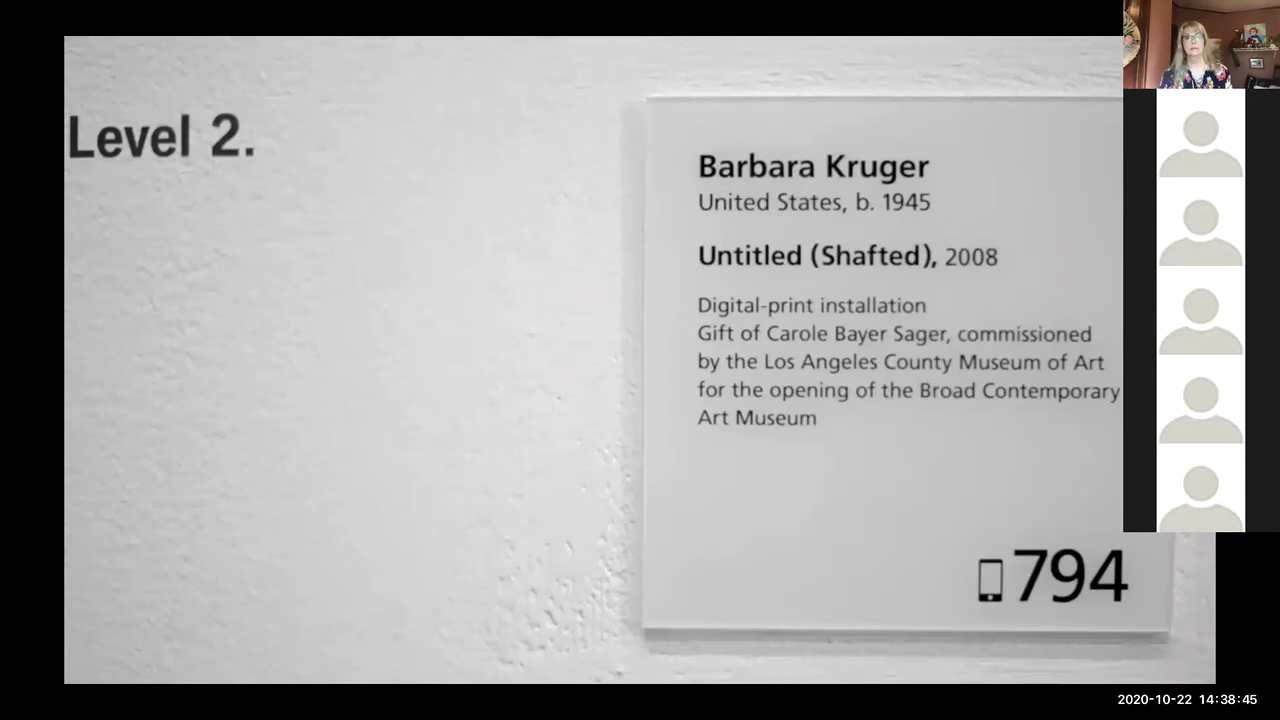 Level 2.
Barbara Kruger
United States, b. 1945
Untitled (Shafted), 2008
Digital-print installation
Gift of Carole Bayer Sager, commissioned
by the Los Angeles County Museum of Art
for the opening of the Broad Contemporary
Art Museum
794
2020-10-22 14:38:45